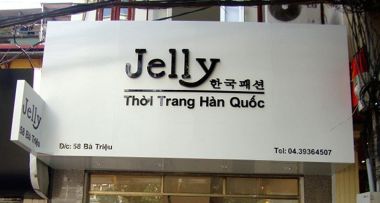 Jelly
한국패션
Thời Trang Hàn Quốc
Đ/c: 58 Bà Triệu
Tel: 04.39364507
Jelly
58 Bà Triệu